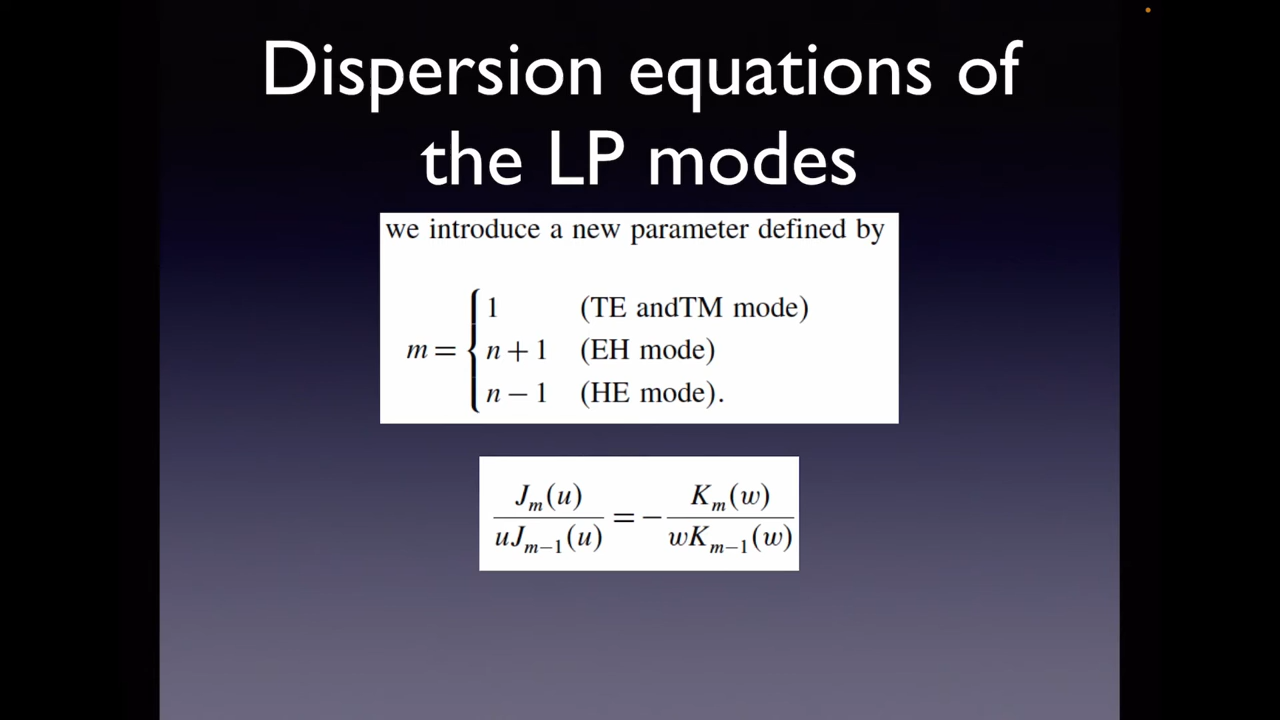 Dispersion equations of
the LP modes
we introduce a new parameter defined by
m = { 1 (TE andTM mode)
n + 1 (EH mode)
n − 1 (HE mode).
J_m(u) / uJ_{m−1}(u) = − K_m(w) / wK_{m−1}(w)